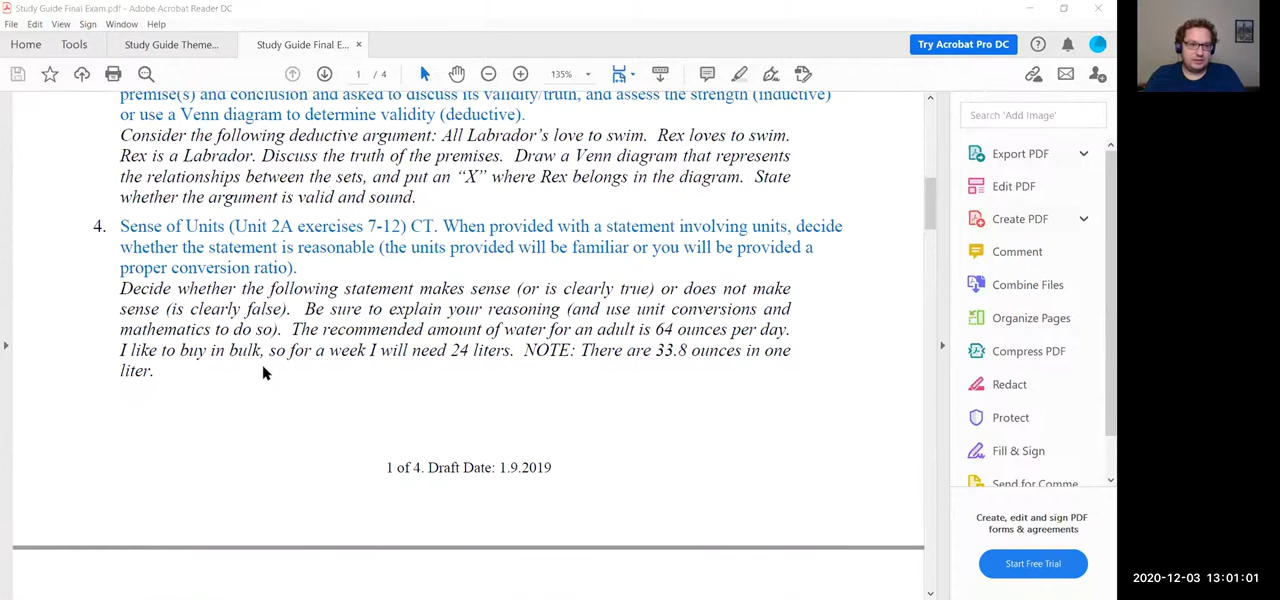 Study Guide Final Exam.pdf - Adobe Acrobat Reader DC
File Edit View Sign Window Help
Home Tools Study Guide Theme... Study Guide Final E... ×
Try Acrobat Pro DC
1 / 4 135%
premise(s) and conclusion and asked to discuss its validity/truth, and assess the strength (inductive)
or use a Venn diagram to determine validity (deductive).
Consider the following deductive argument: All Labrador's love to swim. Rex loves to swim.
Rex is a Labrador. Discuss the truth of the premises. Draw a Venn diagram that represents
the relationships between the sets, and put an “X” where Rex belongs in the diagram. State
whether the argument is valid and sound.
4. Sense of Units (Unit 2A exercises 7-12) CT. When provided with a statement involving units, decide
whether the statement is reasonable (the units provided will be familiar or you will be provided a
proper conversion ratio).
Decide whether the following statement makes sense (or is clearly true) or does not make
sense (is clearly false). Be sure to explain your reasoning (and use unit conversions and
mathematics to do so). The recommended amount of water for an adult is 64 ounces per day.
I like to buy in bulk, so for a week I will need 24 liters. NOTE: There are 33.8 ounces in one
liter.
1 of 4. Draft Date: 1.9.2019
Search 'Add Image'
Export PDF
Edit PDF
Create PDF
Comment
Combine Files
Organize Pages
Compress PDF
Redact
Protect
Fill & Sign
Send for Comme
Create, edit and sign PDF
forms & agreements
Start Free Trial
2020-12-03 13:01:01